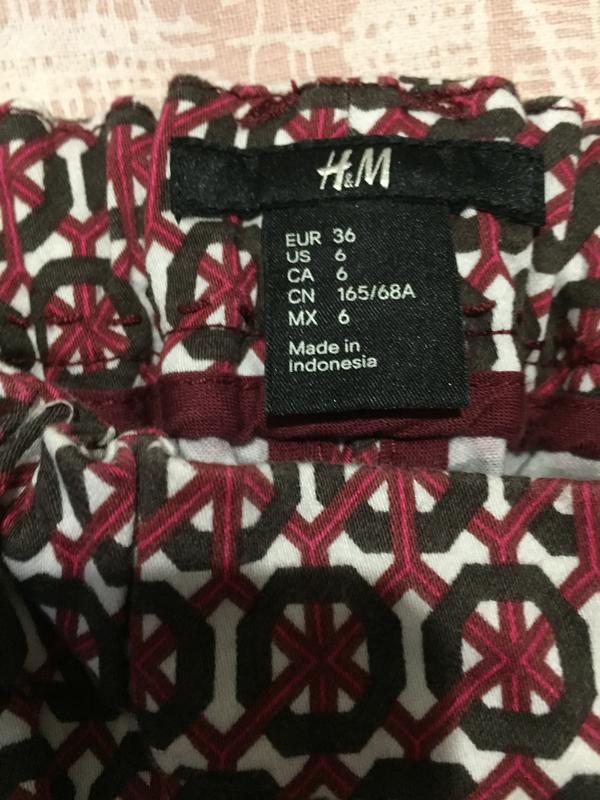 H&M
EUR 36
US 6
CA 6
CN 165/68A
MX 6
Made in
Indonesia